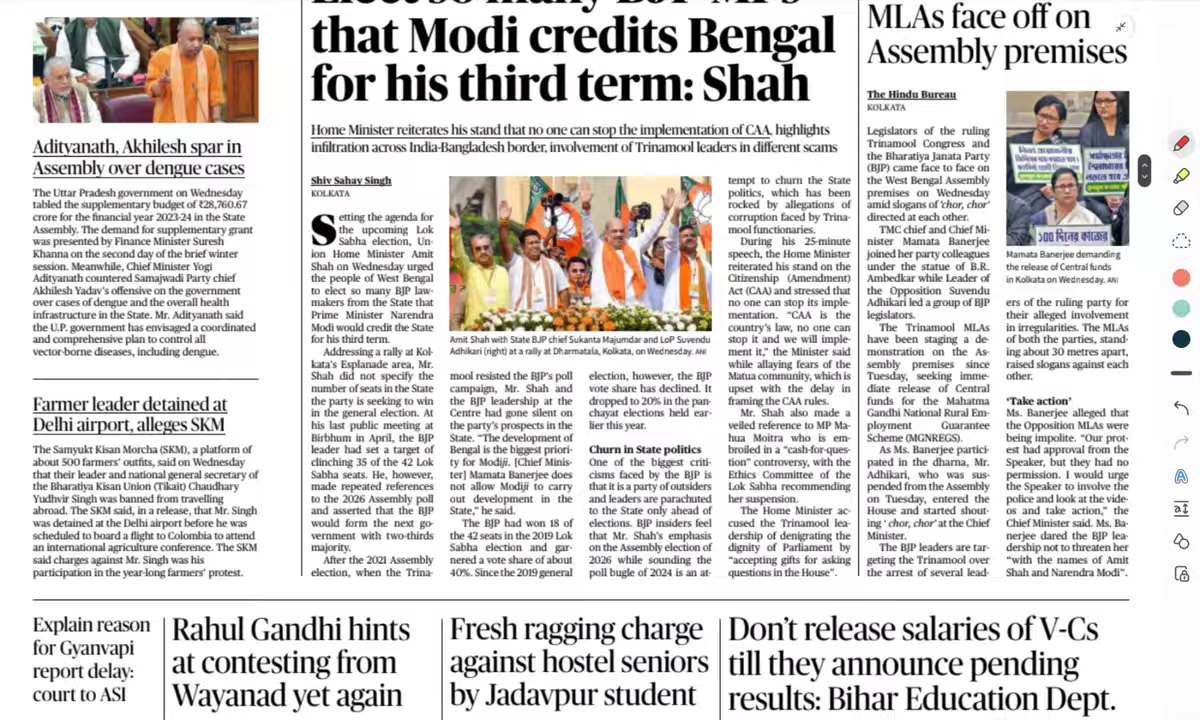 Adityanath, Akhilesh spar in
Assembly over dengue cases
The Uttar Pradesh government on Wednesday
tabled the supplementary budget of ₹28,760.67
crore for the financial year 2023-24 in the State
Assembly. The demand for supplementary grant
was presented by Finance Minister Suresh
Khanna on the second day of the brief winter
session. Meanwhile, Chief Minister Yogi
Adityanath countered Samajwadi Party chief
Akhilesh Yadav's offensive on the government
over cases of dengue and the overall health
infrastructure in the State. Mr. Adityanath said
the U.P. government has envisaged a coordinated
and comprehensive plan to control all
vector-borne diseases, including dengue.
Farmer leader detained at
Delhi airport, alleges SKM
The Samyukt Kisan Morcha (SKM), a platform of
about 500 farmers' outfits, said on Wednesday
that their leader and national general secretary of
the Bharatiya Kisan Union (Tikait) Chaudhary
Yudhvir Singh was banned from travelling
abroad. The SKM said, in a release, that Mr. Singh
was detained at the Delhi airport before he was
scheduled to board a flight to Colombia to attend
an international agriculture conference. The SKM
said charges against Mr. Singh was his
participation in the year-long farmers' protest.
Elect so many BJP MPs
that Modi credits Bengal
for his third term: Shah
Home Minister reiterates his stand that no one can stop the implementation of CAA, highlights
infiltration across India-Bangladesh border, involvement of Trinamool leaders in different scams
Shiv Sahay Singh
KOLKATA
Setting the agenda for
the upcoming Lok
Sabha election, Un-
ion Home Minister Amit
Shah on Wednesday urged
the people of West Bengal
to elect so many BJP law-
makers from the State that
Prime Minister Narendra
Modi would credit the State
for his third term.
Addressing a rally at Kol-
kata's Esplanade area, Mr.
Shah did not specify the
number of seats in the State
the party is seeking to win
in the general election. At
his last public meeting at
Birbhum in April, the BJP
leader had set a target of
clinching 35 of the 42 Lok
Sabha seats. He, however,
made repeated references
to the 2026 Assembly poll
and asserted that the BJP
would form the next go-
vernment with two-thirds
majority.
After the 2021 Assembly
election, when the Trina-
Amit Shah with State BJP chief Sukanta Majumdar and LoP Suvendu
Adhikari (right) at a rally at Dharmatala, Kolkata, on Wednesday. ANI
mool resisted the BJP's poll
campaign, Mr. Shah and
the BJP leadership at the
Centre had gone silent on
the party's prospects in the
State. "The development of
Bengal is the biggest priori-
ty for Modiji. [Chief Minis-
ter] Mamata Banerjee does
not allow Modiji to carry
out development in the
State," he said.
The BJP had won 18 of
the 42 seats in the 2019 Lok
Sabha election and gar-
nered a vote share of about
40%. Since the 2019 general
election, however, the BJP
vote share has declined. It
dropped to 20% in the pan-
chayat elections held ear-
lier this year.
Churn in State politics
One of the biggest criti-
cisms faced by the BJP is
that it is a party of outsiders
and leaders are parachuted
to the State only ahead of
elections. BJP insiders feel
that Mr. Shah's emphasis
on the Assembly election of
2026 while sounding the
poll bugle of 2024 is an at-
tempt to churn the State
politics, which has been
rocked by allegations of
corruption faced by Trina-
mool functionaries.
During his 25-minute
speech, the Home Minister
reiterated his stand on the
Citizenship (Amendment)
Act (CAA) and stressed that
no one can stop its imple-
mentation. "CAA is the
country's law, no one can
stop it and we will imple-
ment it," the Minister said
while allaying fears of the
Matua community, which is
upset with the delay in
framing the CAA rules.
Mr. Shah also made a
veiled reference to MP Ma-
hua Moitra who is em-
broiled in a "cash-for-ques-
tion" controversy, with the
Ethics Committee of the
Lok Sabha recommending
her suspension.
The Home Minister ac-
cused the Trinamool lea-
dership of denigrating the
dignity of Parliament by
"accepting gifts for asking
questions in the House".
MLAs face off on
Assembly premises
The Hindu Bureau
KOLKATA
Legislators of the ruling
Trinamool Congress and
the Bharatiya Janata Party
(BJP) came face to face on
the West Bengal Assembly
premises on Wednesday
amid slogans of 'chor, chor'
directed at each other.
TMC chief and Chief Mi-
nister Mamata Banerjee
joined her party colleagues
under the statue of B.R.
Ambedkar while Leader of
the Opposition Suvendu
Adhikari led a group of BJP
legislators.
The Trinamool MLAs
have been staging a de-
monstration on the As-
sembly premises since
Tuesday, seeking imme-
diate release of Central
funds for the Mahatma
Gandhi National Rural Em-
ployment Guarantee
Scheme (MGNREGS).
As Ms. Banerjee partici-
pated in the dharna, Mr.
Adhikari, who was sus-
pended from the Assembly
on Tuesday, entered the
House and started shout-
ing ' chor, chor' at the Chief
Minister.
The BJP leaders are tar-
geting the Trinamool over
the arrest of several lead-
১০০ দিনের কাজের
Mamata Banerjee demanding
the release of Central funds
in Kolkata on Wednesday. ANI
ers of the ruling party for
their alleged involvement
in irregularities. The MLAs
of both the parties, stand-
ing about 30 metres apart,
raised slogans against each
other.
'Take action'
Ms. Banerjee alleged that
the Opposition MLAs were
being impolite. "Our prot-
est had approval from the
Speaker, but they had no
permission. I would urge
the Speaker to involve the
police and look at the vide-
os and take action," the
Chief Minister said. Ms. Ba-
nerjee dared the BJP lea-
dership not to threaten her
"with the names of Amit
Shah and Narendra Modi".
Explain reason
for Gyanvapi
report delay:
court to ASI
Rahul Gandhi hints
at contesting from
Wayanad yet again
Fresh ragging charge
against hostel seniors
by Jadavpur student
Don't release salaries of V-Cs
till they announce pending
results: Bihar Education Dept.